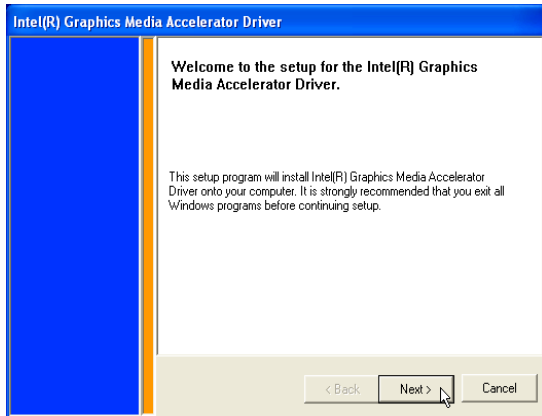 Intel(R) Graphics Media Accelerator Driver
Welcome to the setup for the Intel(R) Graphics
Media Accelerator Driver.
This setup program will install Intel(R) Graphics Media Accelerator
Driver onto your computer. It is strongly recommended that you exit all
Windows programs before continuing setup.
< Back Next > Cancel